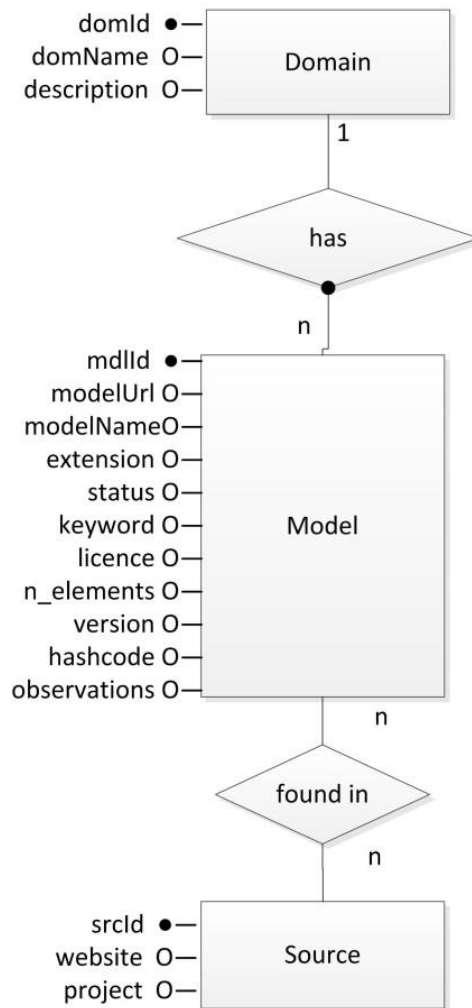 domId
domName O
description O
Domain
1
has
n
mdlId
modelUrl O
modelName O
extension O
status O
keyword O
licence O
n_elements O
version O
hashcode O
observations O
Model
n
found in
n
srcId
website O
project O
Source